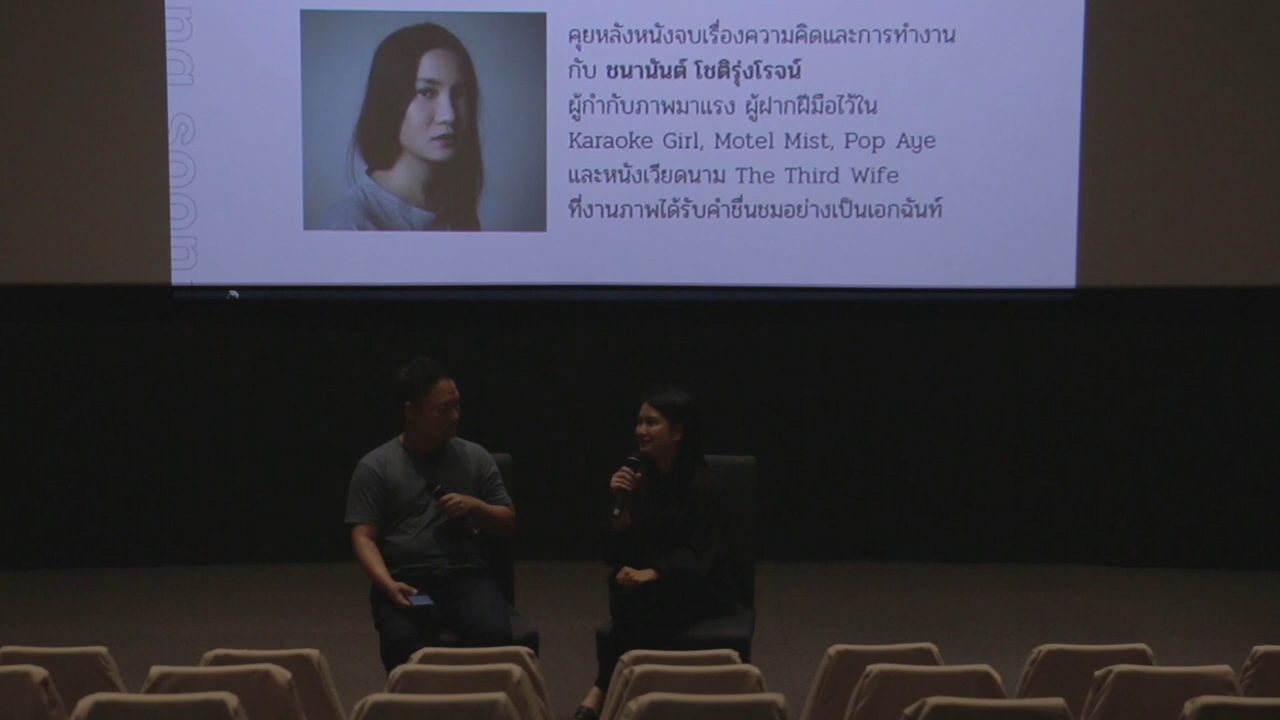 คุยหลังหนังจบเรื่องความคิดและการทำงาน
กับ ชนานันต์ โชติรุ่งโรจน์
ผู้กำกับภาพมาแรง ผู้ฝากฝีมือไว้ใน
Karaoke Girl, Motel Mist, Pop Aye
และหนังเวียดนาม The Third Wife
ที่งานภาพได้รับคำชื่นชมอย่างเป็นเอกฉันท์